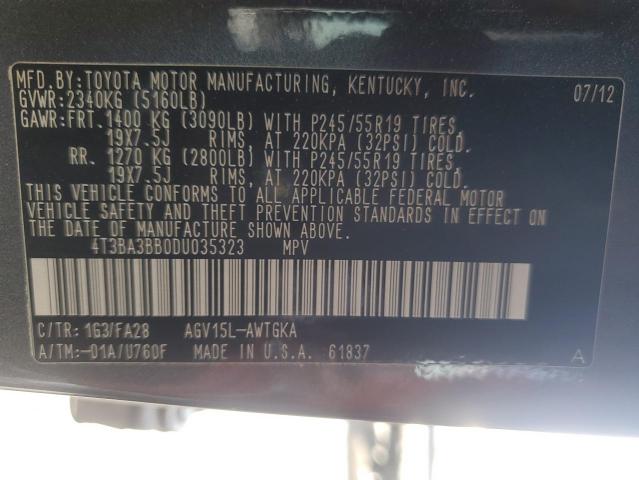 MFD.BY:TOYOTA MOTOR MANUFACTURING, KENTUCKY, INC. 07/12
GVWR:2340KG (5160LB)
GAWR:FRT.1400 KG (3090LB) WITH P245/55R19 TIRES,
19X7.5J RIMS, AT 220KPA (32PSI) COLD.
RR. 1270 KG (2800LB) WITH P245/55R19 TIRES,
19X7.5J RIMS, AT 220KPA (32PSI) COLD.
THIS VEHICLE CONFORMS TO ALL APPLICABLE FEDERAL MOTOR
VEHICLE SAFETY AND THEFT PREVENTION STANDARDS IN EFFECT ON
THE DATE OF MANUFACTURE SHOWN ABOVE.
4T3BA3BB0DU035323 MPV
C/TR: 1G3/FA28 AGV15L-AWTGKA
A/TM:-01A/U760F MADE IN U.S.A. 61837 A